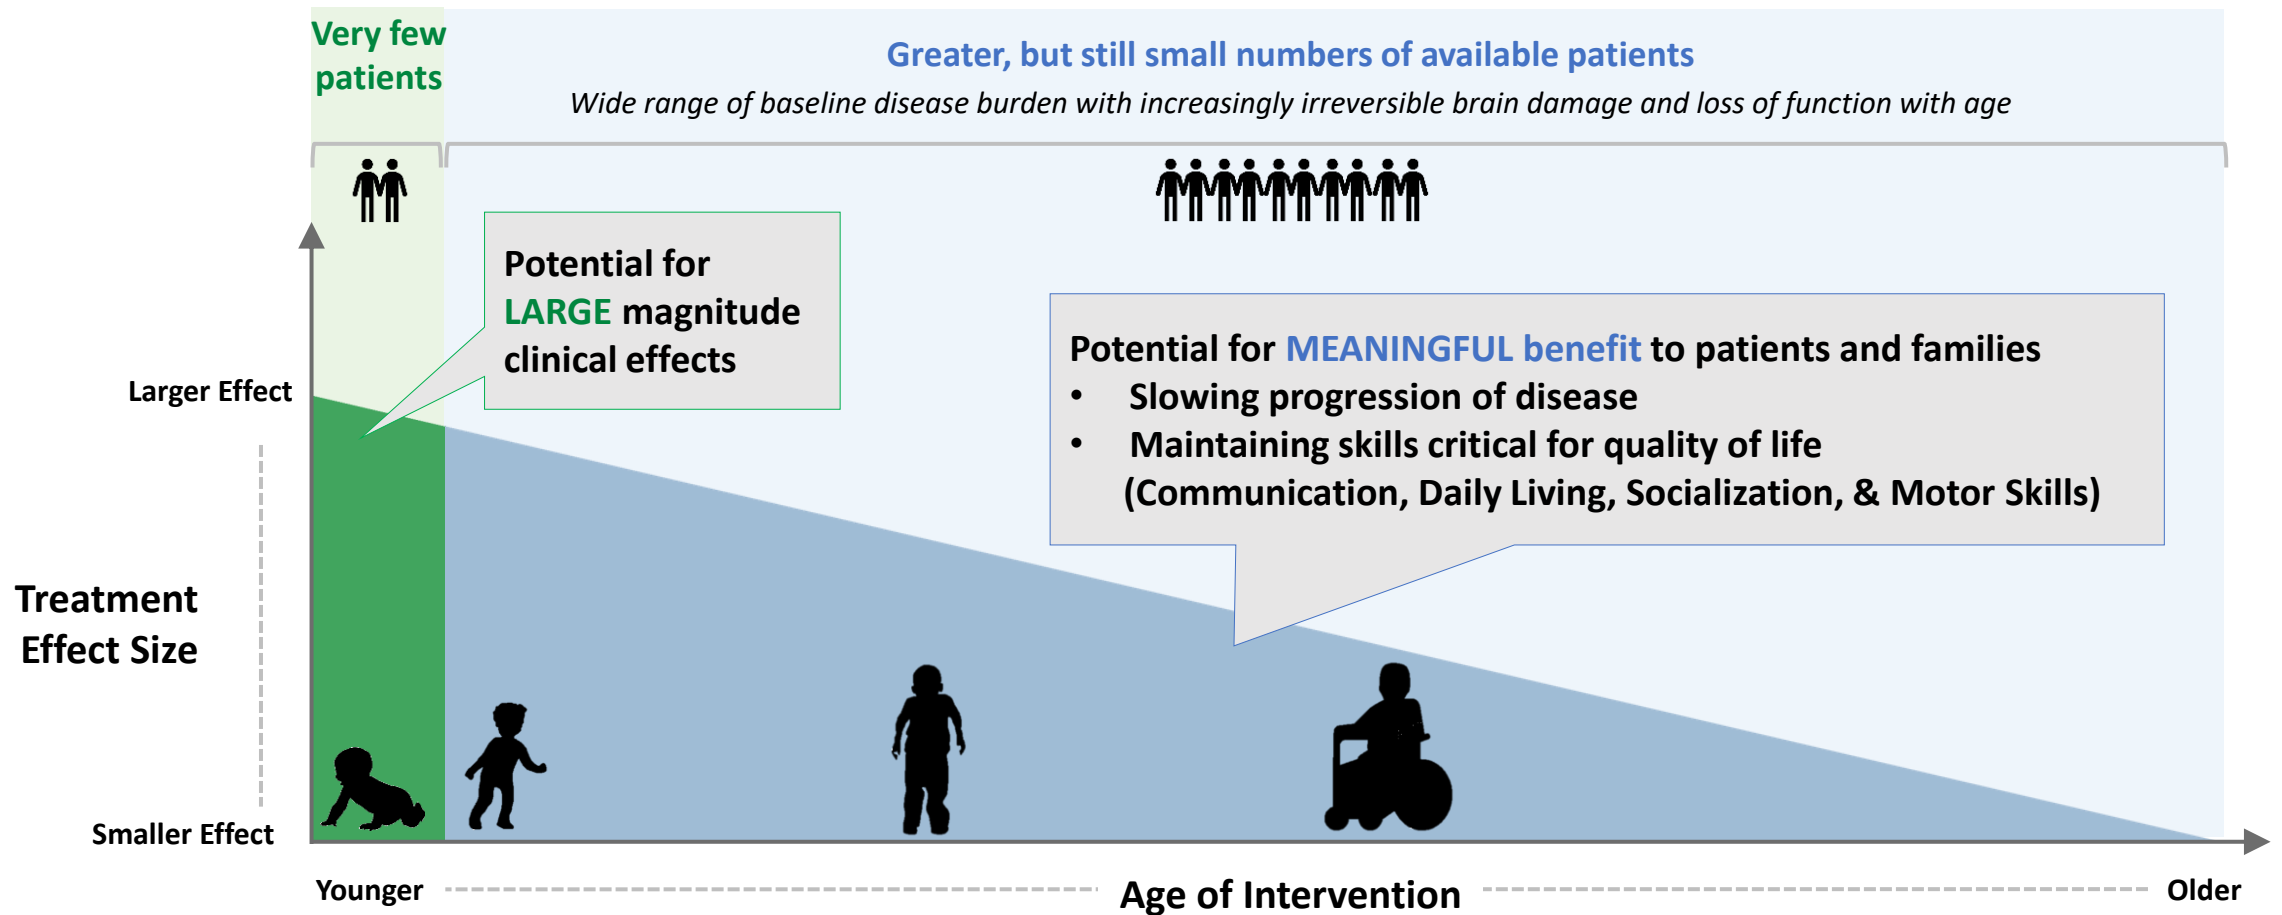 Very few
patients
Greater, but still small numbers of available patients
Wide range of baseline disease burden with increasingly irreversible brain damage and loss of function with age
Potential for
LARGE magnitude
clinical effects
Potential for MEANINGFUL benefit to patients and families
• Slowing progression of disease
• Maintaining skills critical for quality of life
(Communication, Daily Living, Socialization, & Motor Skills)
Larger Effect
Treatment
Effect Size
Smaller Effect
Younger
Age of Intervention
Older